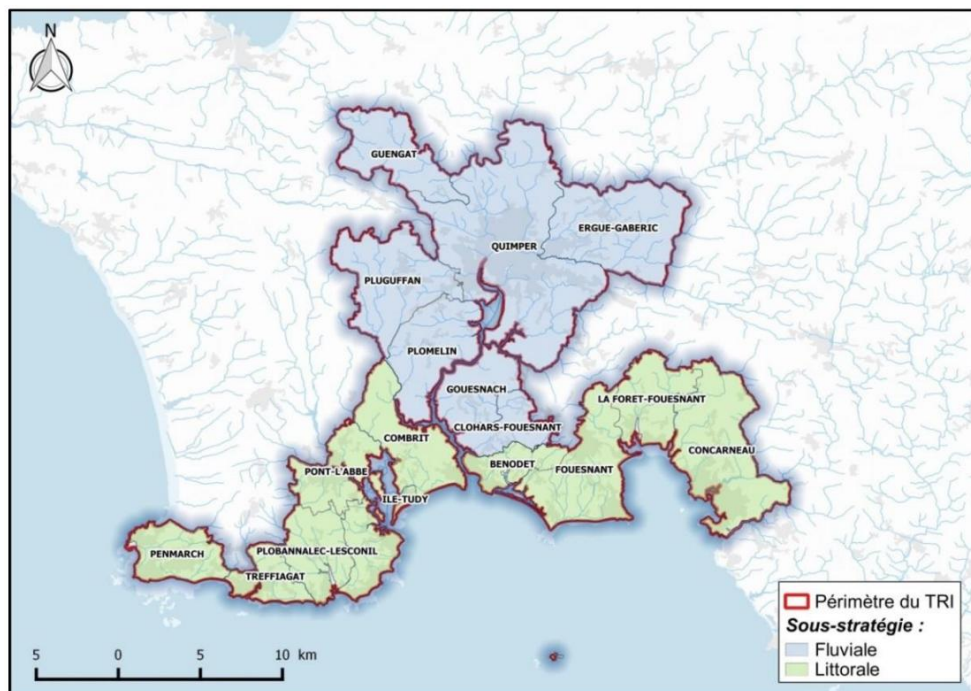 N
GUENGAT
ERGUE-GABERIC
QUIMPER
PLUGUFFAN
PLOMELIN
GOUESNACH
LA FORET-FOUESNANT
CLOHARS-FOUESNANT
COMBRIT
CONCARNEAU
BENODET
FOUESNANT
PONT-L'ABBE
ILE-TUDY
PENMARCH
PLOBANNALEC-LESCONIL
TREFFIAGAT
Périmètre du TRI
Sous-stratégie :
Fluviale
Littorale
5 0 5 10 km